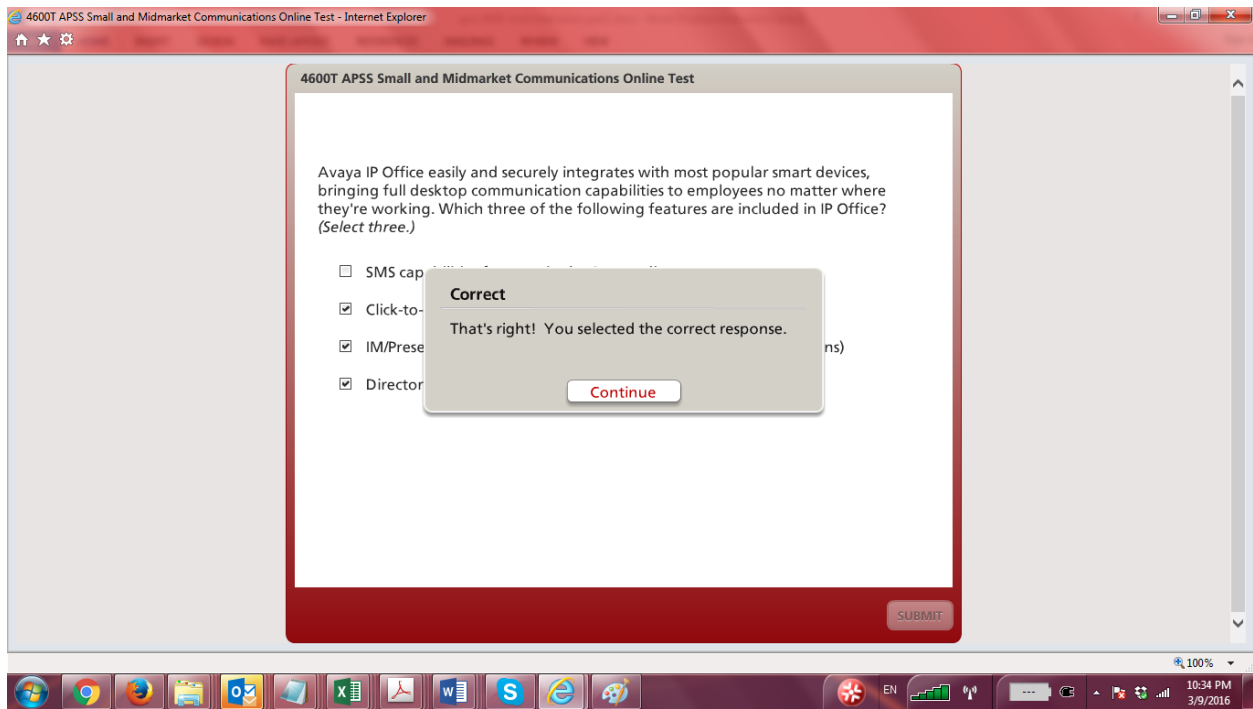 4600T APSS Small and Midmarket Communications Online Test - Internet Explorer
4600T APSS Small and Midmarket Communications Online Test
Avaya IP Office easily and securely integrates with most popular smart devices,
bringing full desktop communication capabilities to employees no matter where
they're working. Which three of the following features are included in IP Office?
(Select three.)
SMS cap
Click-to-
IM/Prese
ns)
Director
Correct
That's right! You selected the correct response.
Continue
SUBMIT
100%
EN
10:34 PM
3/9/2016